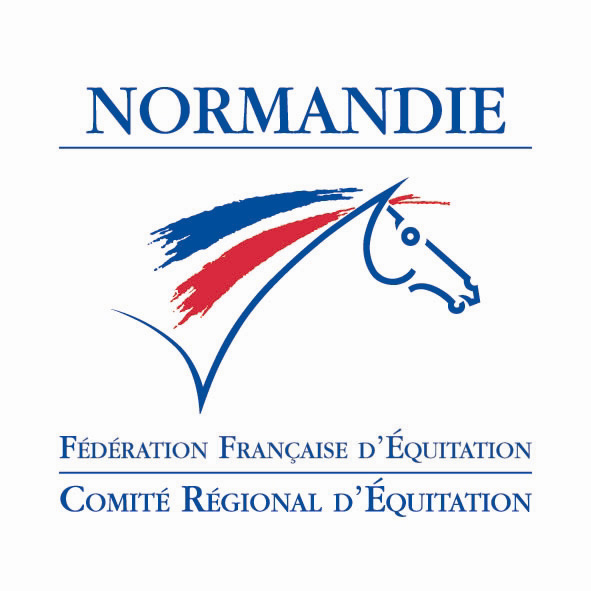 NORMANDIE
FÉDÉRATION FRANÇAISE D'ÉQUITATION
COMITÉ RÉGIONAL D'ÉQUITATION